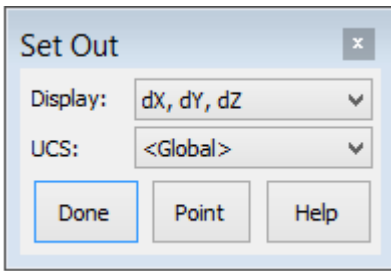 Set Out
x
Display: dX, dY, dZ
UCS: <Global>
Done Point Help